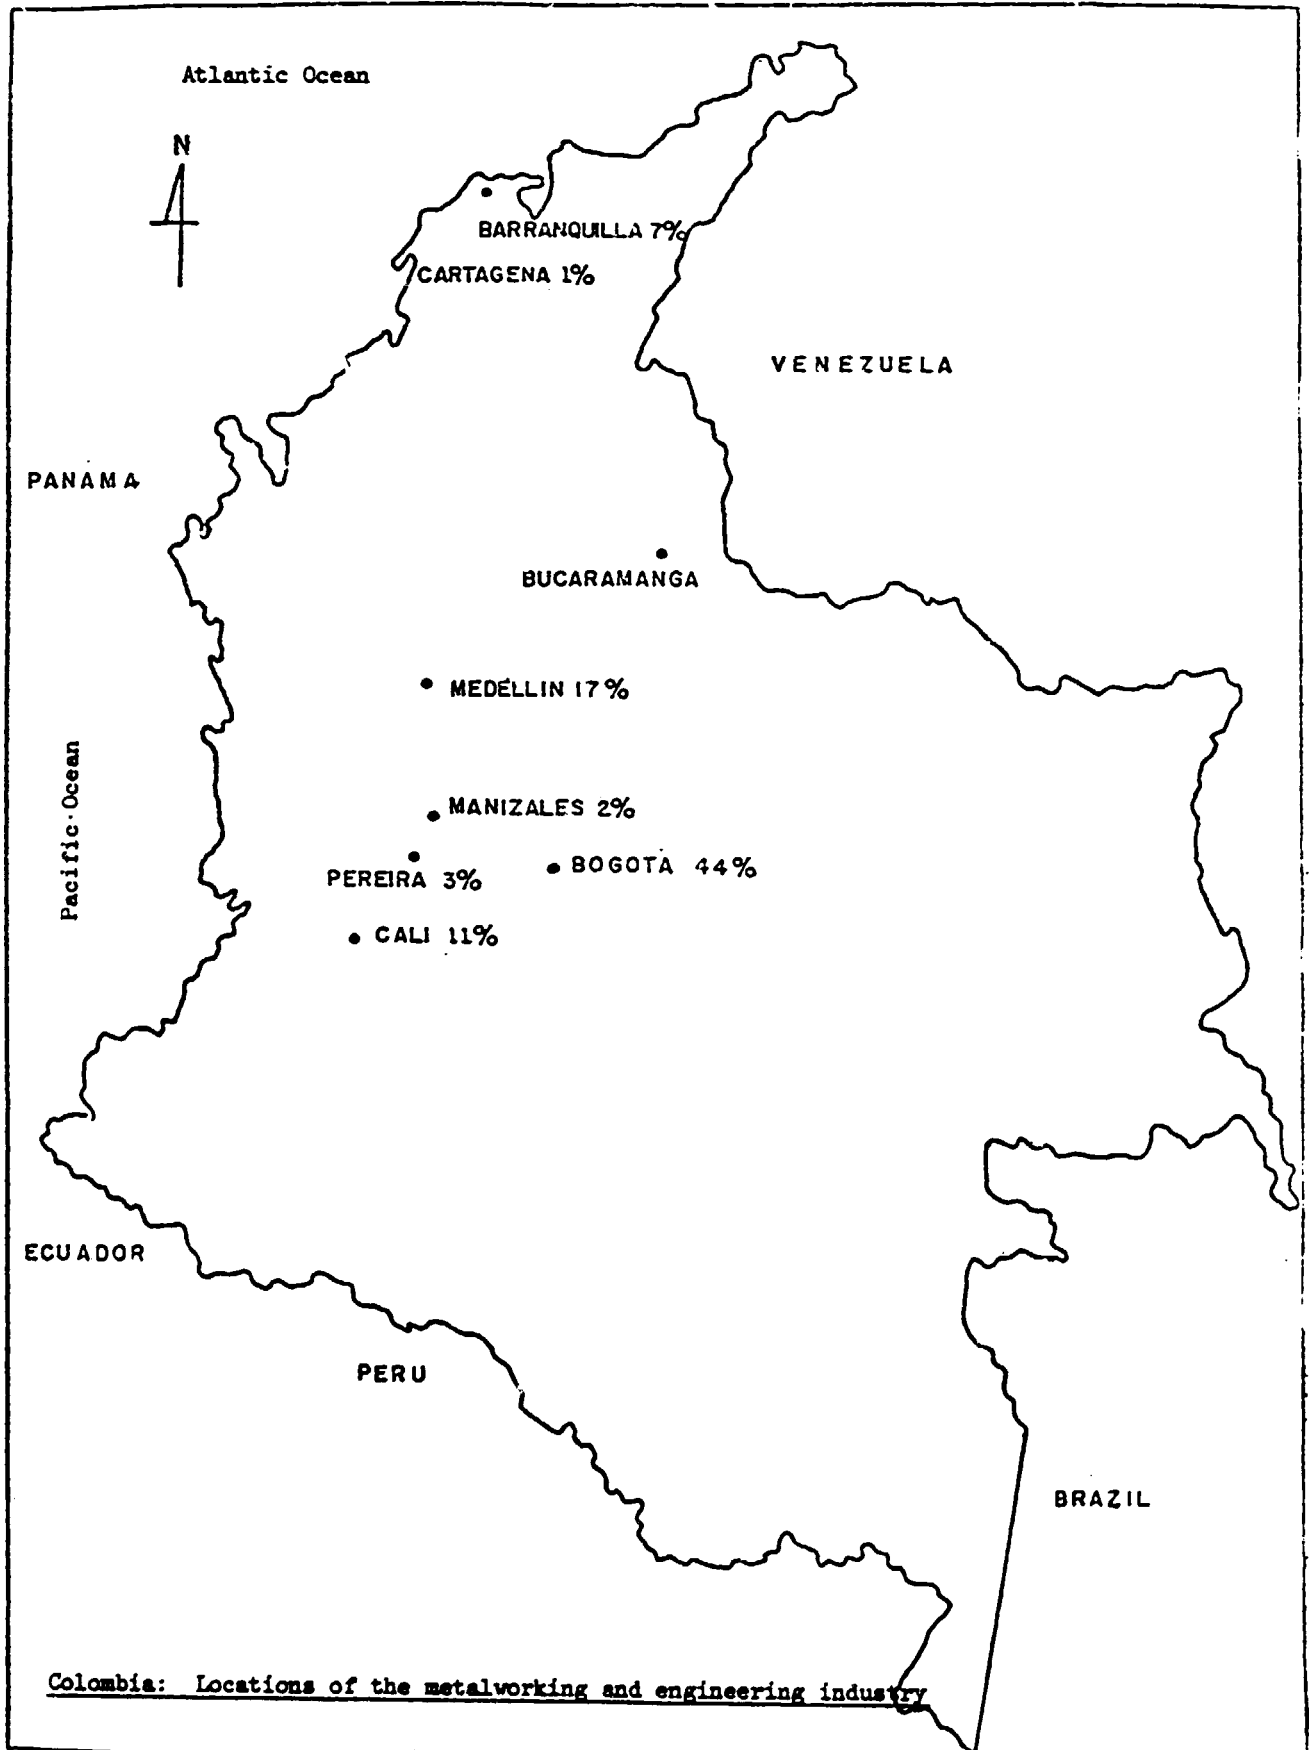 Atlantic Ocean
N
BARRANQUILLA 7%
CARTAGENA 1%
VENEZUELA
PANAMA
BUCARAMANGA
MEDELLIN 17%
Pacific Ocean
MANIZALES 2%
BOGOTA 44%
PEREIRA 3%
CALI 11%
ECUADOR
PERU
BRAZIL
Colombia: Locations of the metalworking and engineering industry